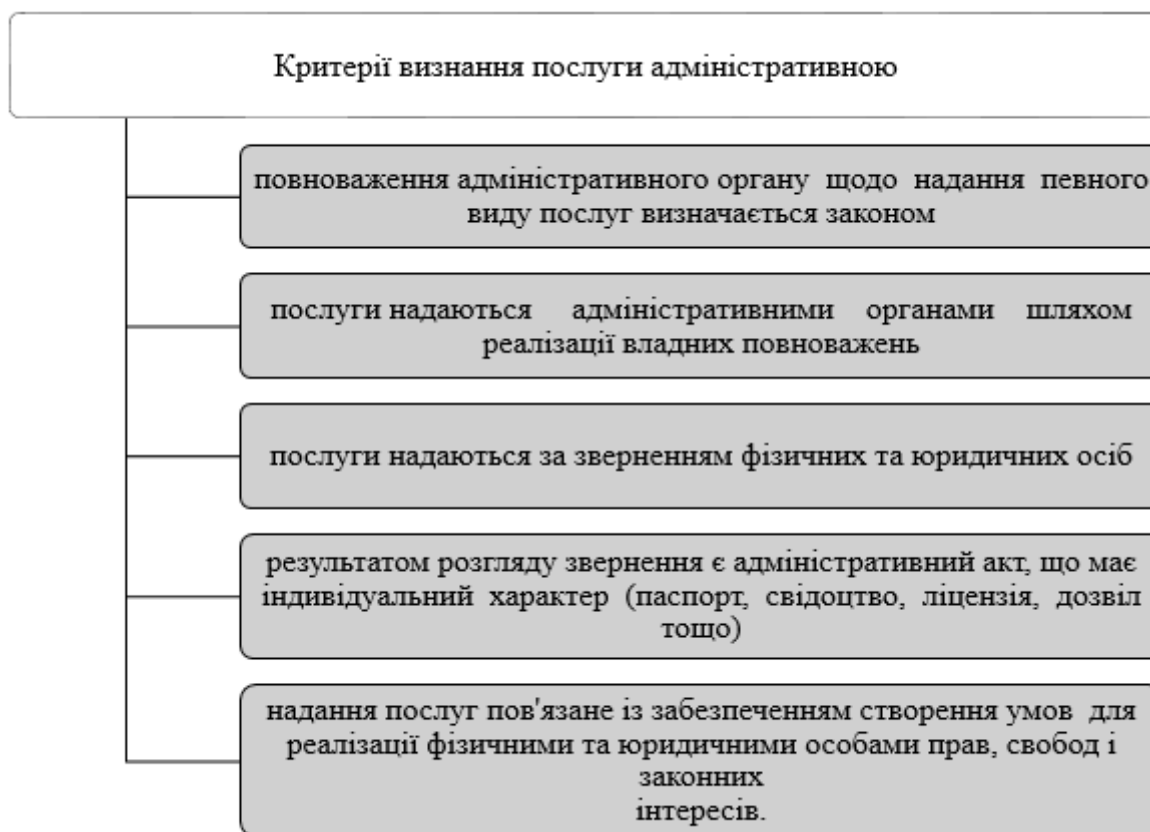 Критерії визнання послуги адміністративною
повноваження адміністративного органу щодо надання певного
виду послуг визначається законом
послуги надаються адміністративними органами шляхом
реалізації владних повноважень
послуги надаються за зверненням фізичних та юридичних осіб
результатом розгляду звернення є адміністративний акт, що має
індивідуальний характер (паспорт, свідоцтво, ліцензія, дозвіл
тощо)
надання послуг пов'язане із забезпеченням створення умов для
реалізації фізичними та юридичними особами прав, свобод і
законних
інтересів.